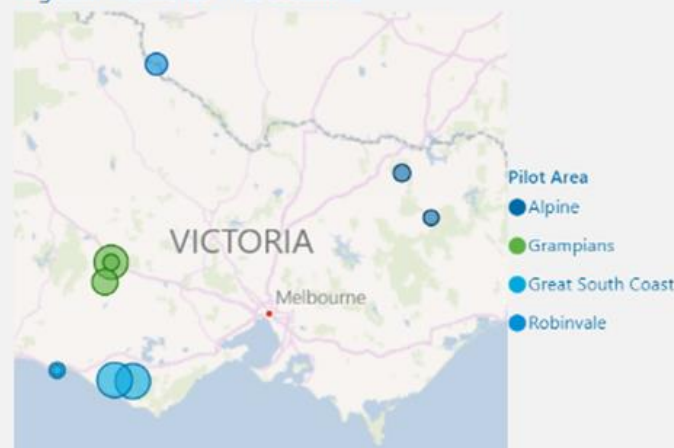 VICTORIA
Melbourne
Pilot Area
Alpine
Grampians
Great South Coast
Robinvale